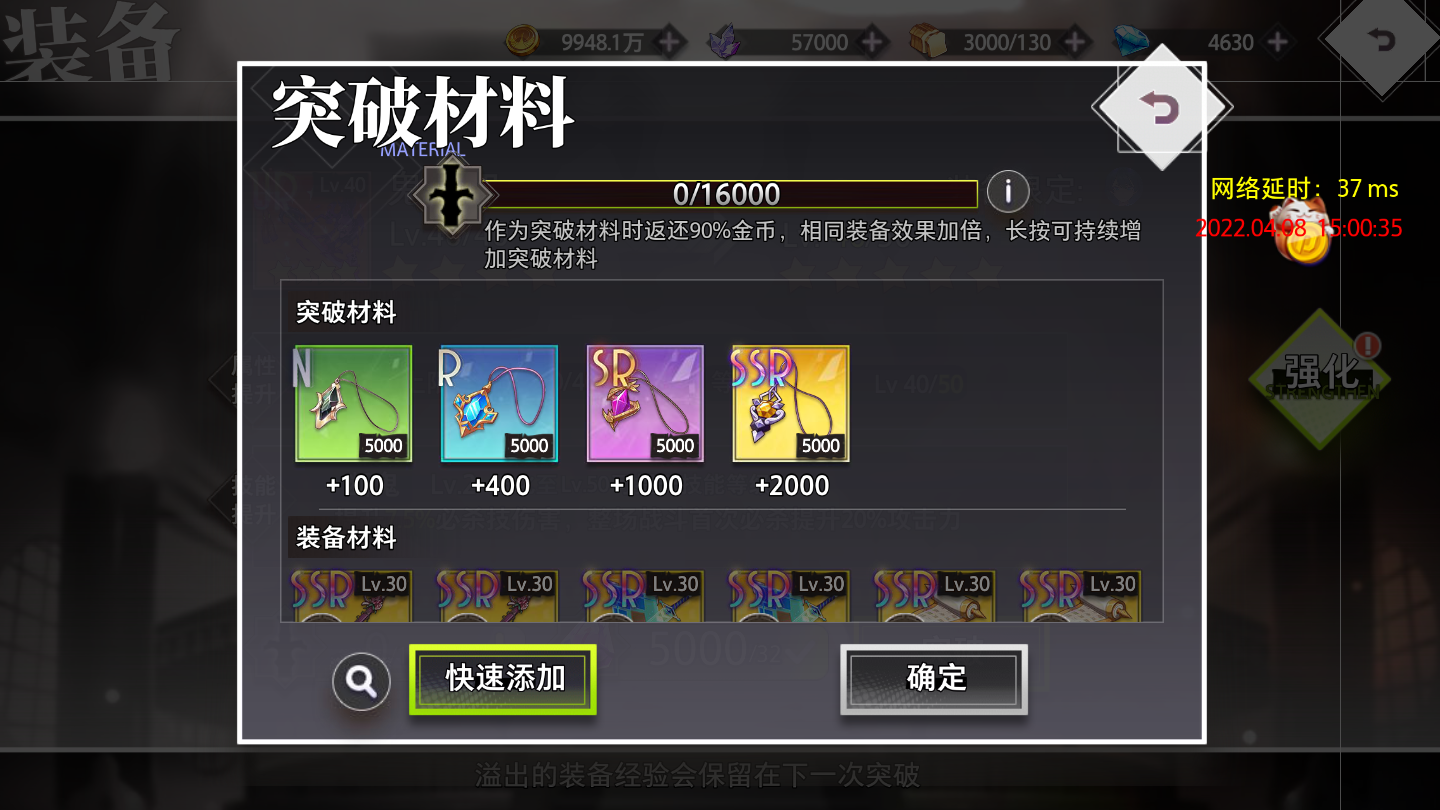 装备
9948.1万
57000
3000/130
4630
突破材料
MATERIAL
0/16000
作为突破材料时返还90%金币，相同装备效果加倍，长按可持续增
加突破材料
网络延时：37 ms
2022.04.08 15:00:35
突破材料
N
R
SR
SSR
5000
5000
5000
5000
+100
+400
+1000
+2000
强化
STRENGTHEN
装备材料
SSR Lv.30
SSR Lv.30
SSR Lv.30
SSR Lv.30
SSR Lv.30
SSR Lv.30
快速添加
确定
溢出的装备经验会保留在下一次突破